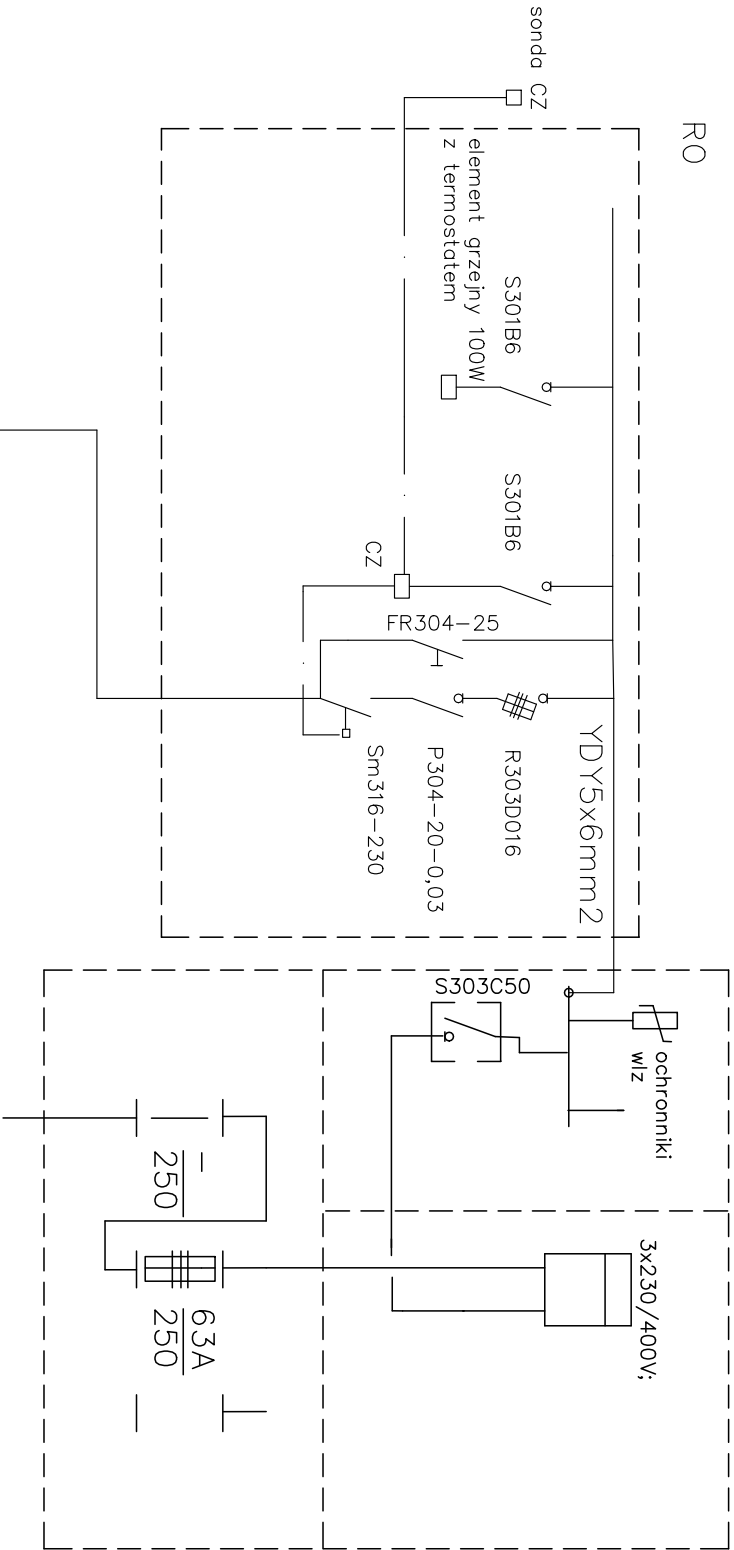 RO
sonda CZ
element grzejny 100W
z termostatem
S301B6
S301B6
CZ
FR304-25
YDY5x6mm2
R303D016
P304-20-0,03
Sm316-230
S303C50
ochronniki
wlz
3x230/400V;
-
250
63A
250